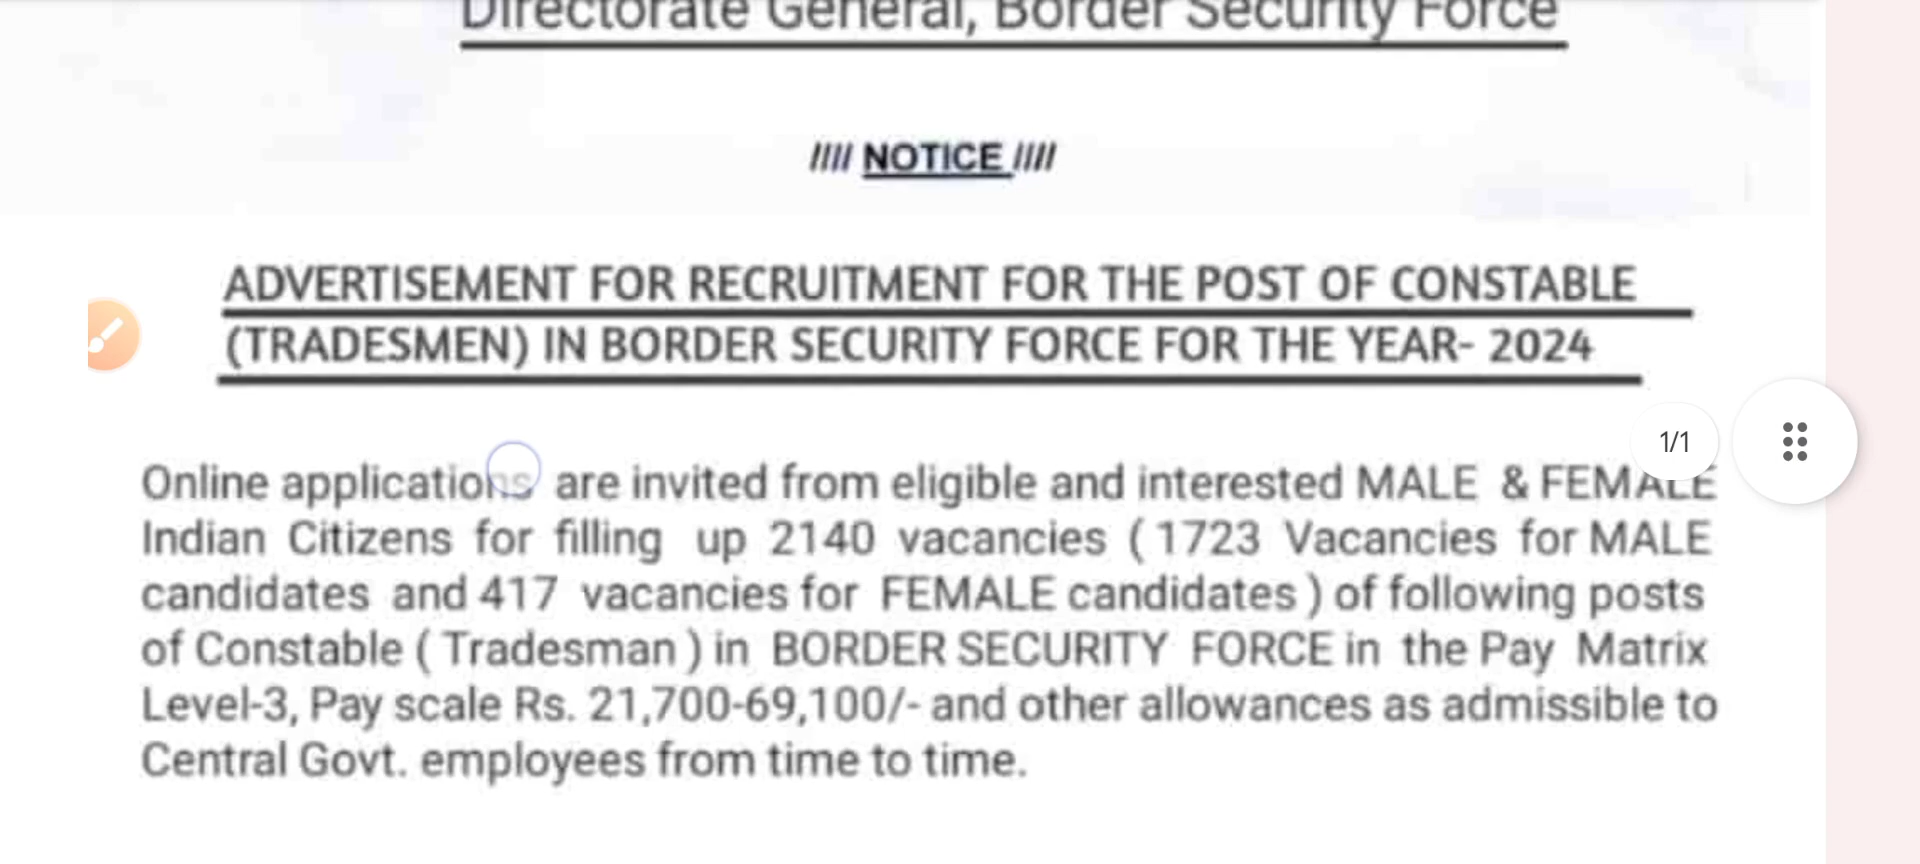 Directorate General, Border Security Force
//// NOTICE ////
ADVERTISEMENT FOR RECRUITMENT FOR THE POST OF CONSTABLE
(TRADESMEN) IN BORDER SECURITY FORCE FOR THE YEAR- 2024
1/1
Online applications are invited from eligible and interested MALE & FEMALE
Indian Citizens for filling up 2140 vacancies ( 1723 Vacancies for MALE
candidates and 417 vacancies for FEMALE candidates ) of following posts
of Constable ( Tradesman ) in BORDER SECURITY FORCE in the Pay Matrix
Level-3, Pay scale Rs. 21,700-69,100/- and other allowances as admissible to
Central Govt. employees from time to time.